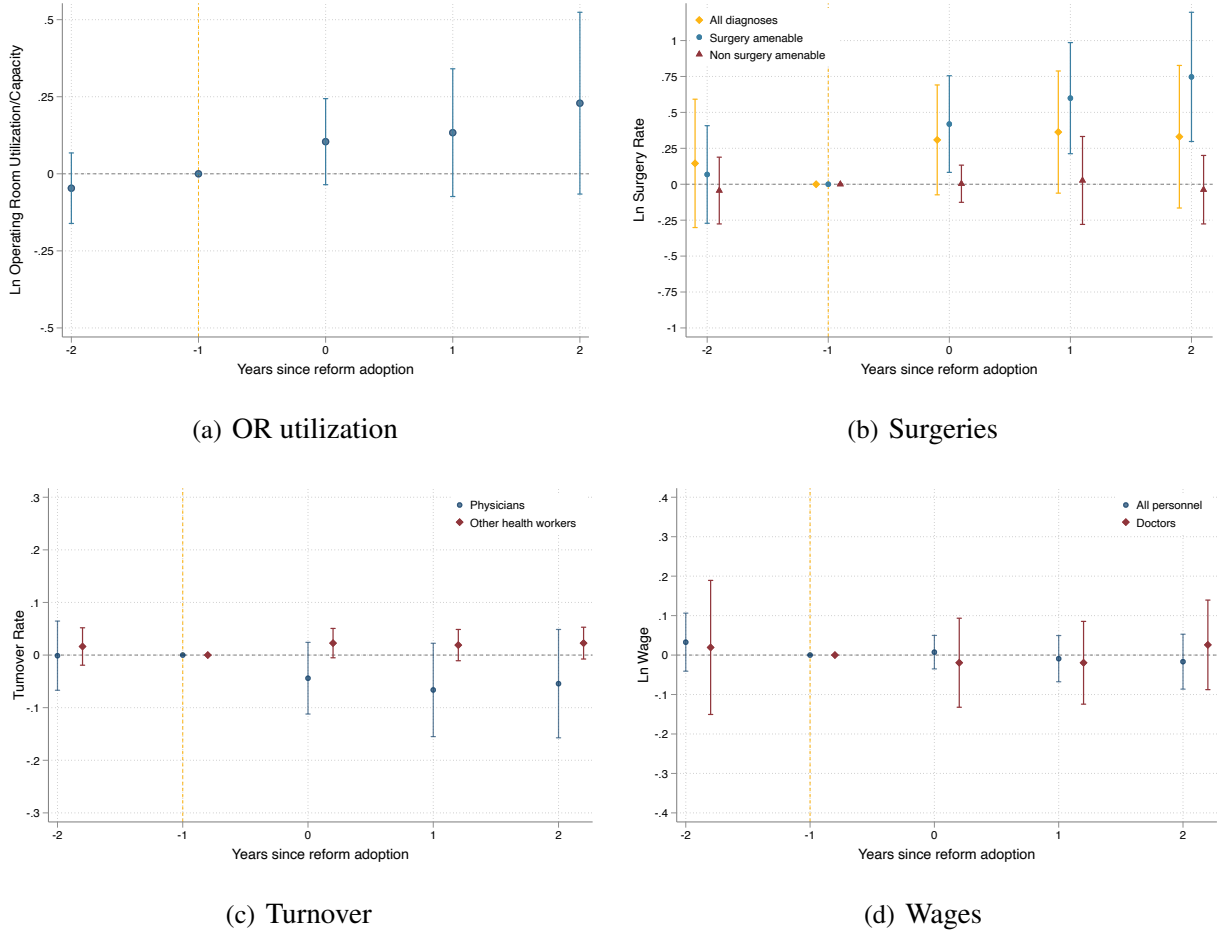 Ln Operating Room Utilization/Capacity
.5
.25
0
-.25
-.5
-2
-1
0
1
2
Years since reform adoption
(a) OR utilization
Ln Surgery Rate
All diagnoses
Surgery amenable
Non surgery amenable
1
.75
.5
.25
0
-.25
-.5
-.75
-1
-2
-1
0
1
2
Years since reform adoption
(b) Surgeries
Turnover Rate
Physicians
Other health workers
.3
.2
.1
0
-.1
-.2
-.3
-2
-1
0
1
2
Years since reform adoption
(c) Turnover
Ln Wage
All personnel
Doctors
.4
.3
.2
.1
0
-.1
-.2
-.3
-.4
-2
-1
0
1
2
Years since reform adoption
(d) Wages